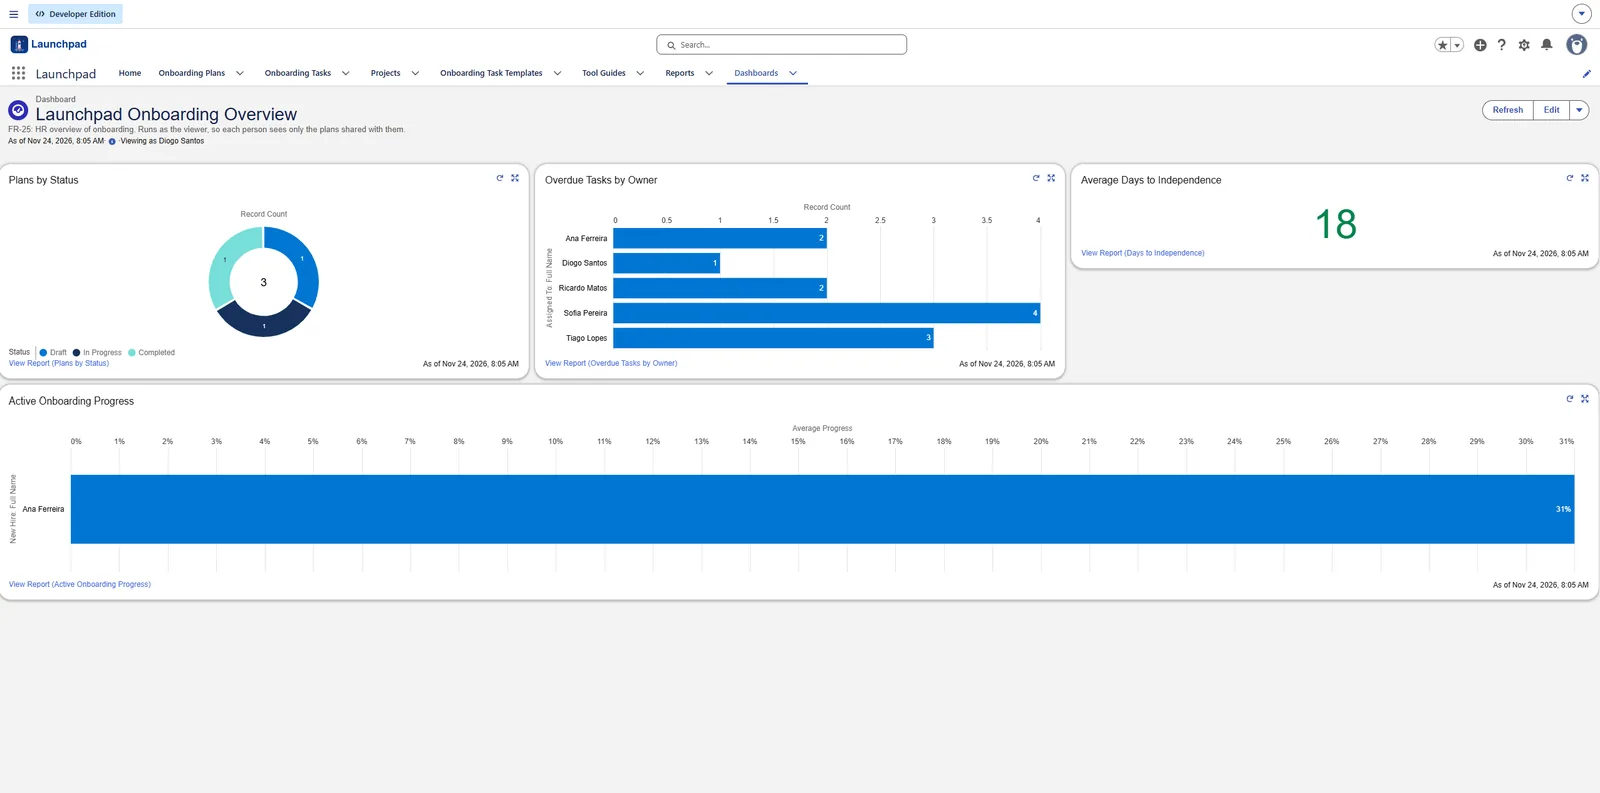 Developer Edition
Launchpad
Search...
Launchpad
Home
Onboarding Plans
Onboarding Tasks
Projects
Onboarding Task Templates
Tool Guides
Reports
Dashboards
Dashboard
Launchpad Onboarding Overview
FR-25: HR overview of onboarding. Runs as the viewer, so each person sees only the plans shared with them.
As of Nov 24, 2026, 8:05 AM Viewing as Diogo Santos
Refresh
Edit
Plans by Status
Record Count
1
1
3
1
Status
Draft
In Progress
Completed
View Report (Plans by Status)
As of Nov 24, 2026, 8:05 AM
Overdue Tasks by Owner
Record Count
0 0.5 1 1.5 2 2.5 3 3.5 4
Assigned To: Full Name
Ana Ferreira 2
Diogo Santos 1
Ricardo Matos 2
Sofia Pereira 4
Tiago Lopes 3
View Report (Overdue Tasks by Owner)
As of Nov 24, 2026, 8:05 AM
Average Days to Independence
18
View Report (Days to Independence)
As of Nov 24, 2026, 8:05 AM
Active Onboarding Progress
Average Progress
0% 1% 2% 3% 4% 5% 6% 7% 8% 9% 10% 11% 12% 13% 14% 15% 16% 17% 18% 19% 20% 21% 22% 23% 24% 25% 26% 27% 28% 29% 30% 31%
New Hire: Full Name
Ana Ferreira 31%
View Report (Active Onboarding Progress)
As of Nov 24, 2026, 8:05 AM